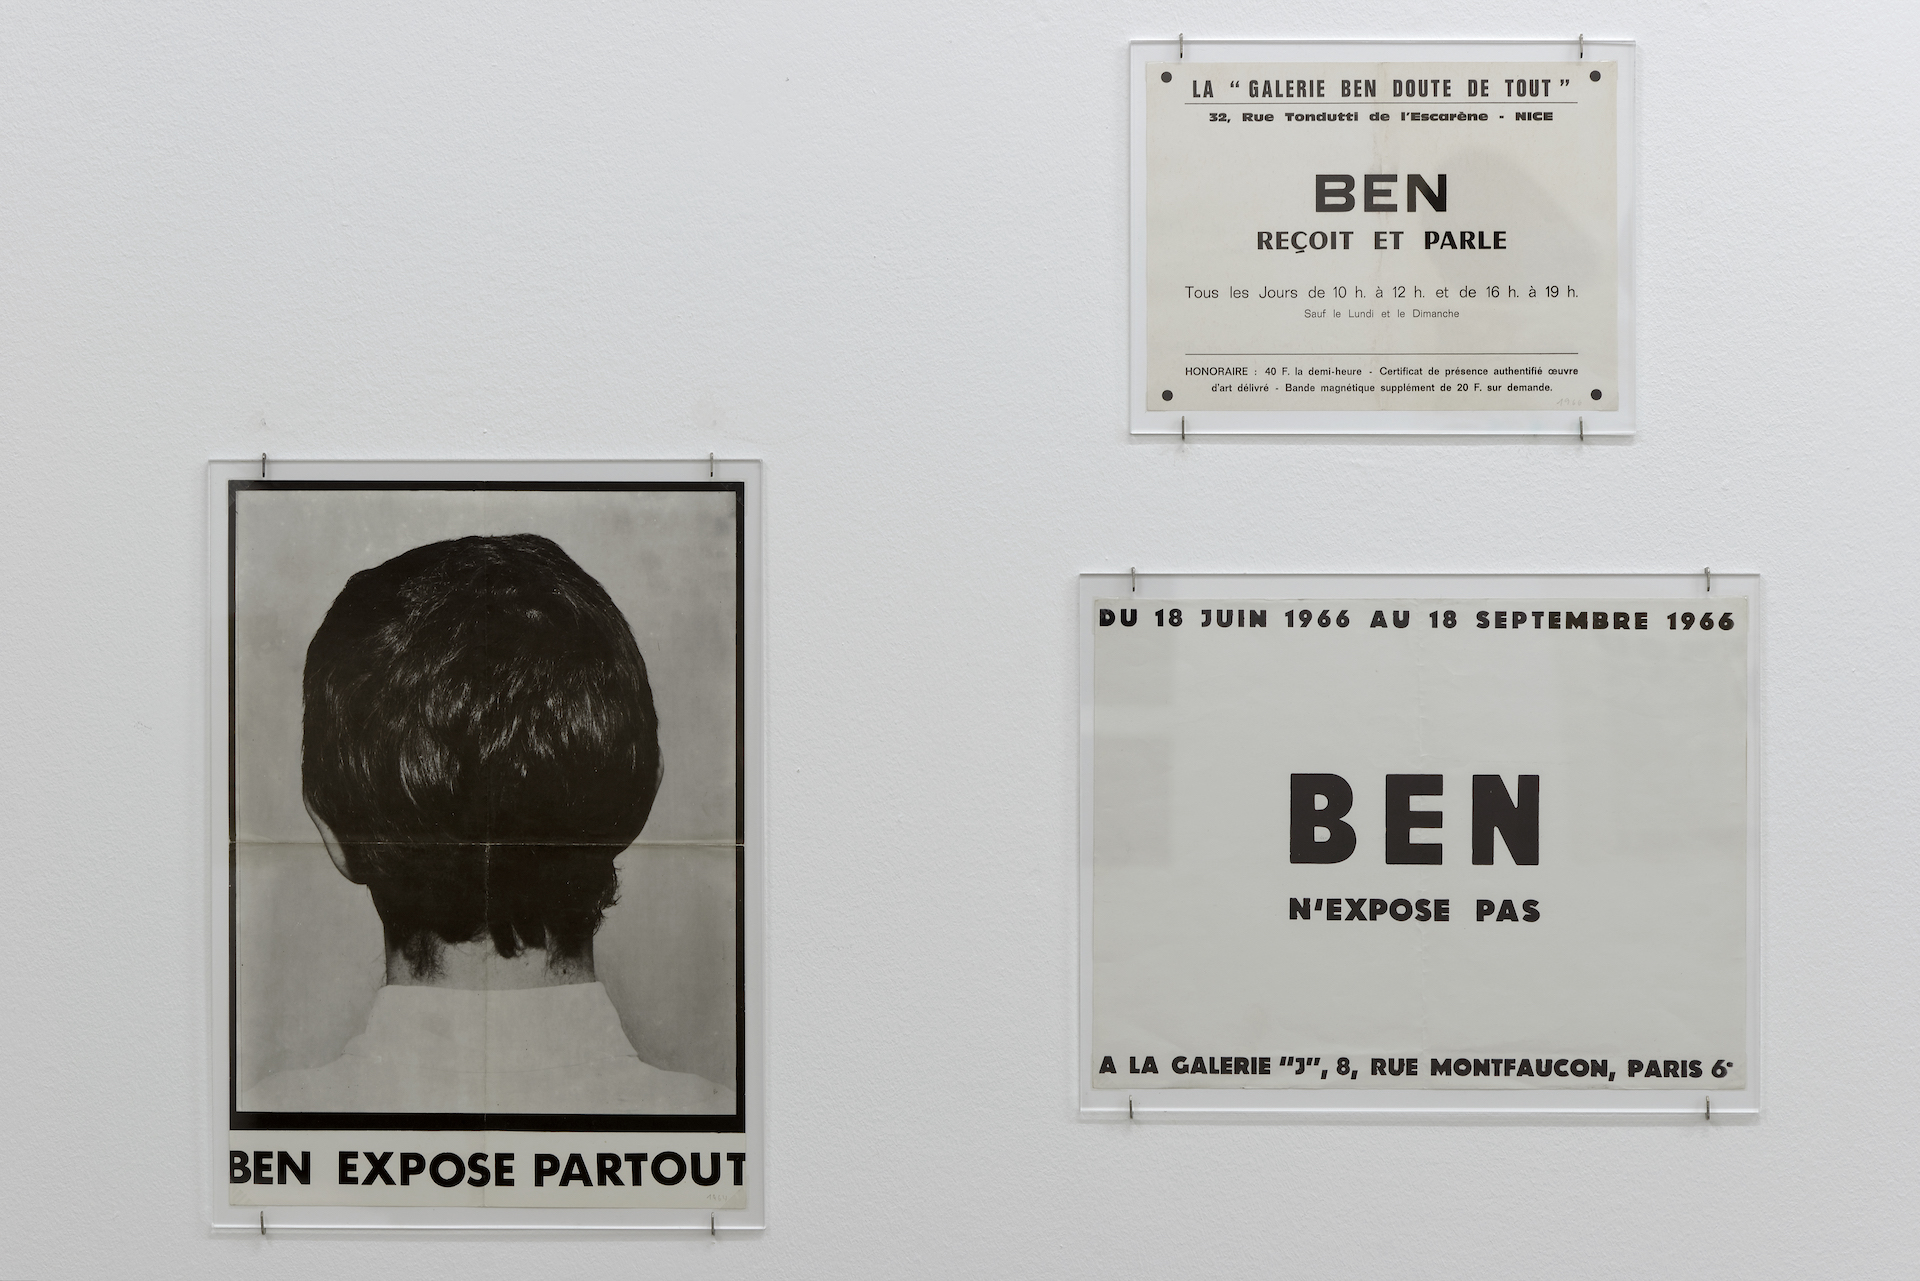 LA “ GALERIE BEN DOUTE DE TOUT ”
32, Rue Tondutti de l'Escarène - NICE
BEN
REÇOIT ET PARLE
Tous les Jours de 10 h. à 12 h. et de 16 h. à 19 h.
Sauf le Lundi et le Dimanche
HONORAIRE : 40 F. la demi-heure - Certificat de présence authentifié œuvre
d'art délivré - Bande magnétique supplément de 20 F. sur demande.
BEN EXPOSE PARTOUT
DU 18 JUIN 1966 AU 18 SEPTEMBRE 1966
BEN
N'EXPOSE PAS
A LA GALERIE "J", 8, RUE MONTFAUCON, PARIS 6e